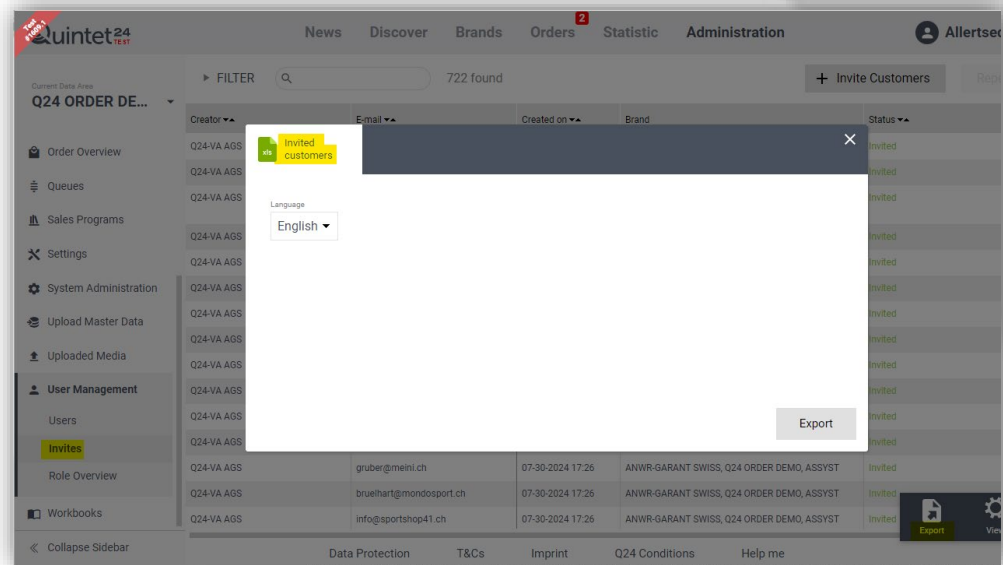 Test
#1609.1
Quintet24
TEST
News Discover Brands Orders 2 Statistic Administration
Current Data Area
Q24 ORDER DE...
FILTER 722 found + Invite Customers
Creator E-mail Created on Brand Status
Order Overview
Queues
Sales Programs
Settings
System Administration
Upload Master Data
Uploaded Media
User Management
Users
Invites
Role Overview
Workbooks
Collapse Sidebar
Q24-VA AGS Invited
Q24-VA AGS Invited
Q24-VA AGS Invited
Q24-VA AGS Invited
Q24-VA AGS Invited
Q24-VA AGS Invited
Q24-VA AGS Invited
Q24-VA AGS Invited
Q24-VA AGS Invited
Q24-VA AGS Invited
Q24-VA AGS Invited
Q24-VA AGS Invited
xls
Invited
customers
Language
English
Export
Q24-VA AGS gruber@meini.ch 07-30-2024 17:26 ANWR-GARANT SWISS, Q24 ORDER DEMO, ASSYST Invited
Q24-VA AGS bruelhart@mondosport.ch 07-30-2024 17:26 ANWR-GARANT SWISS, Q24 ORDER DEMO, ASSYST Invited
Q24-VA AGS info@sportshop41.ch 07-30-2024 17:26 ANWR-GARANT SWISS, Q24 ORDER DEMO, ASSYST Invited
Export
Data Protection T&Cs Imprint Q24 Conditions Help me